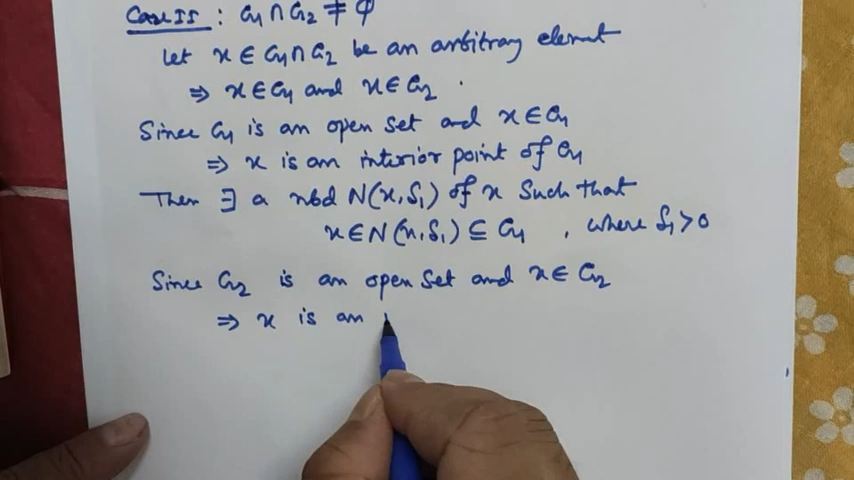 Case II : G1 ∩ G2 ≠ φ
Let x ∈ G1 ∩ G2 be an arbitrary element
⇒ x ∈ G1 and x ∈ G2 .
Since G1 is an open set and x ∈ G1
⇒ x is an interior point of G1
Then ∃ a nbd N(x, δ1) of x Such that
x ∈ N(x, δ1) ⊆ G1 , where δ1 > 0
Since G2 is an open set and x ∈ G2
⇒ x is an